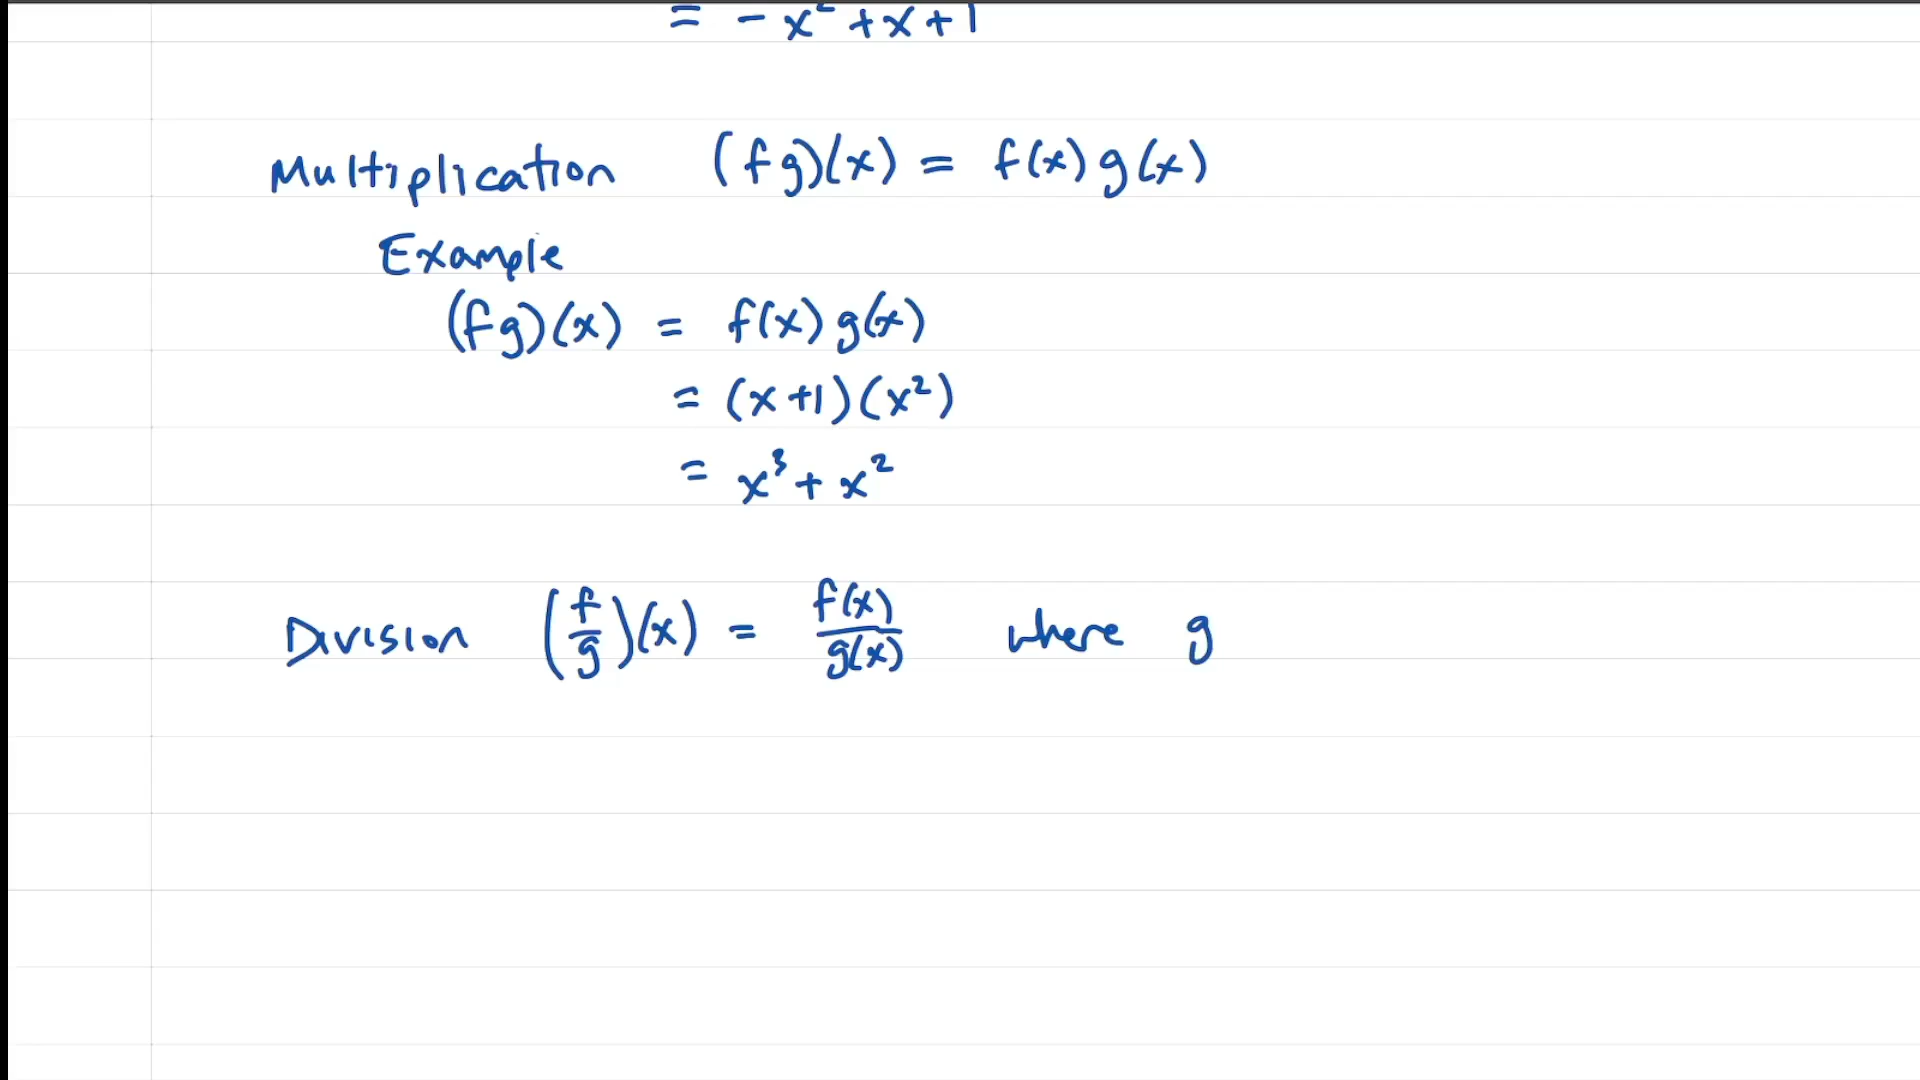 = - x² + x + 1
Multiplication (fg)(x) = f(x) g(x)
Example
(fg)(x) = f(x) g(x)
= (x+1)(x²)
= x³ + x²
Division (f/g)(x) = f(x)/g(x) where g